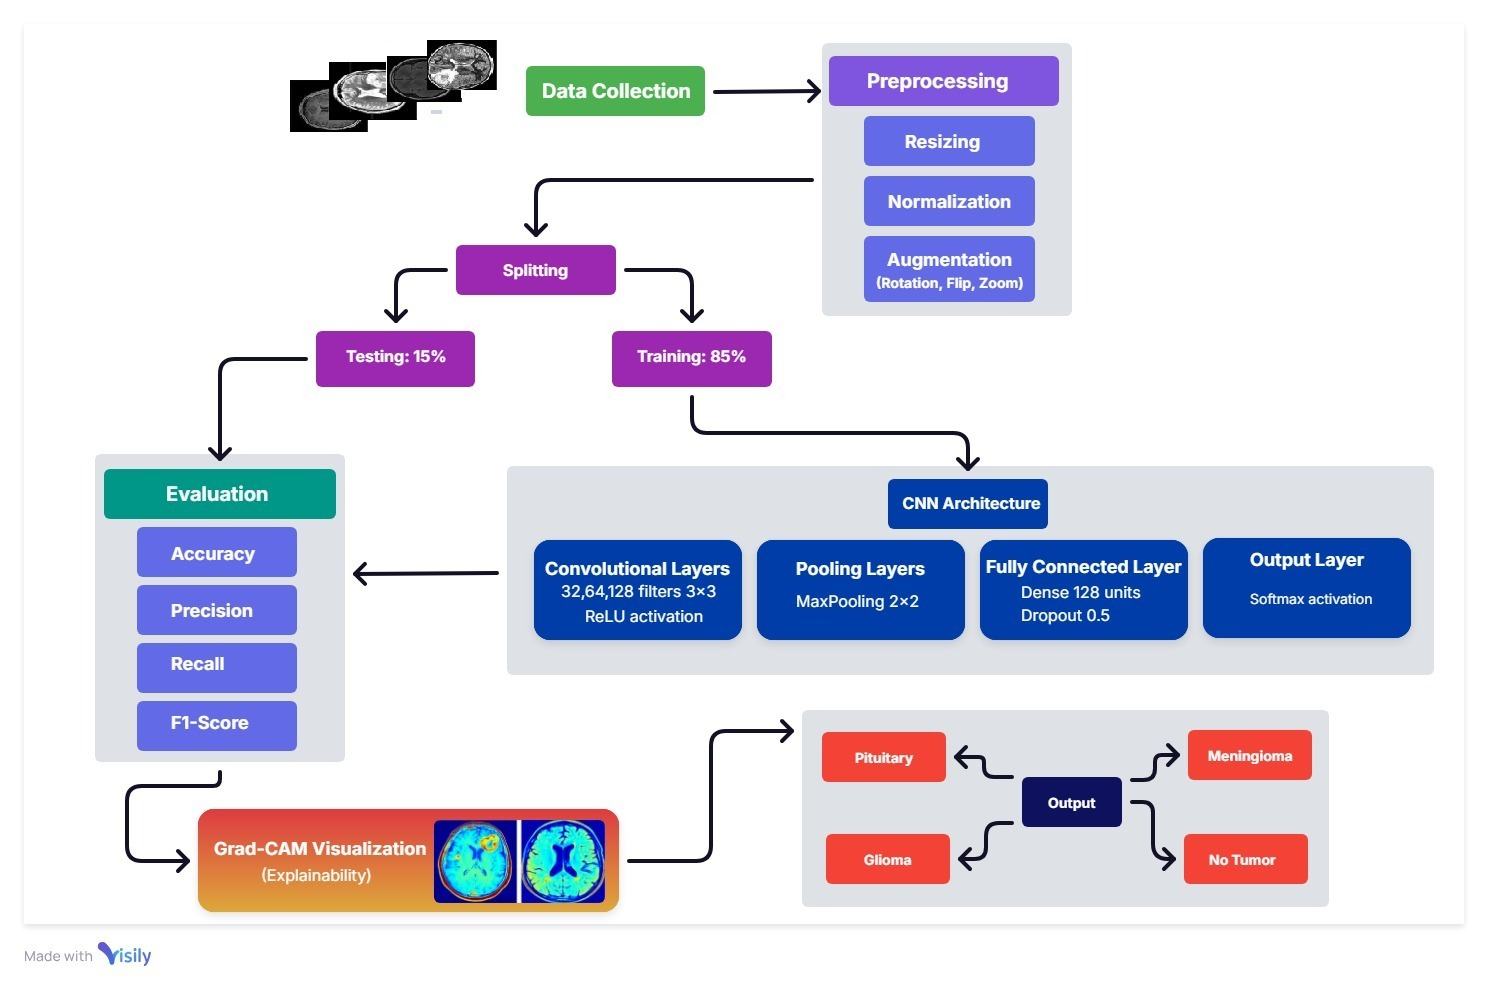 Data Collection
Preprocessing
Resizing
Normalization
Augmentation
(Rotation, Flip, Zoom)
Splitting
Testing: 15%
Training: 85%
Evaluation
Accuracy
Precision
Recall
F1-Score
CNN Architecture
Convolutional Layers
32,64,128 filters 3×3
ReLU activation
Pooling Layers
MaxPooling 2×2
Fully Connected Layer
Dense 128 units
Dropout 0.5
Output Layer
Softmax activation
Grad-CAM Visualization
(Explainability)
Pituitary
Meningioma
Output
Glioma
No Tumor
Made with Visily